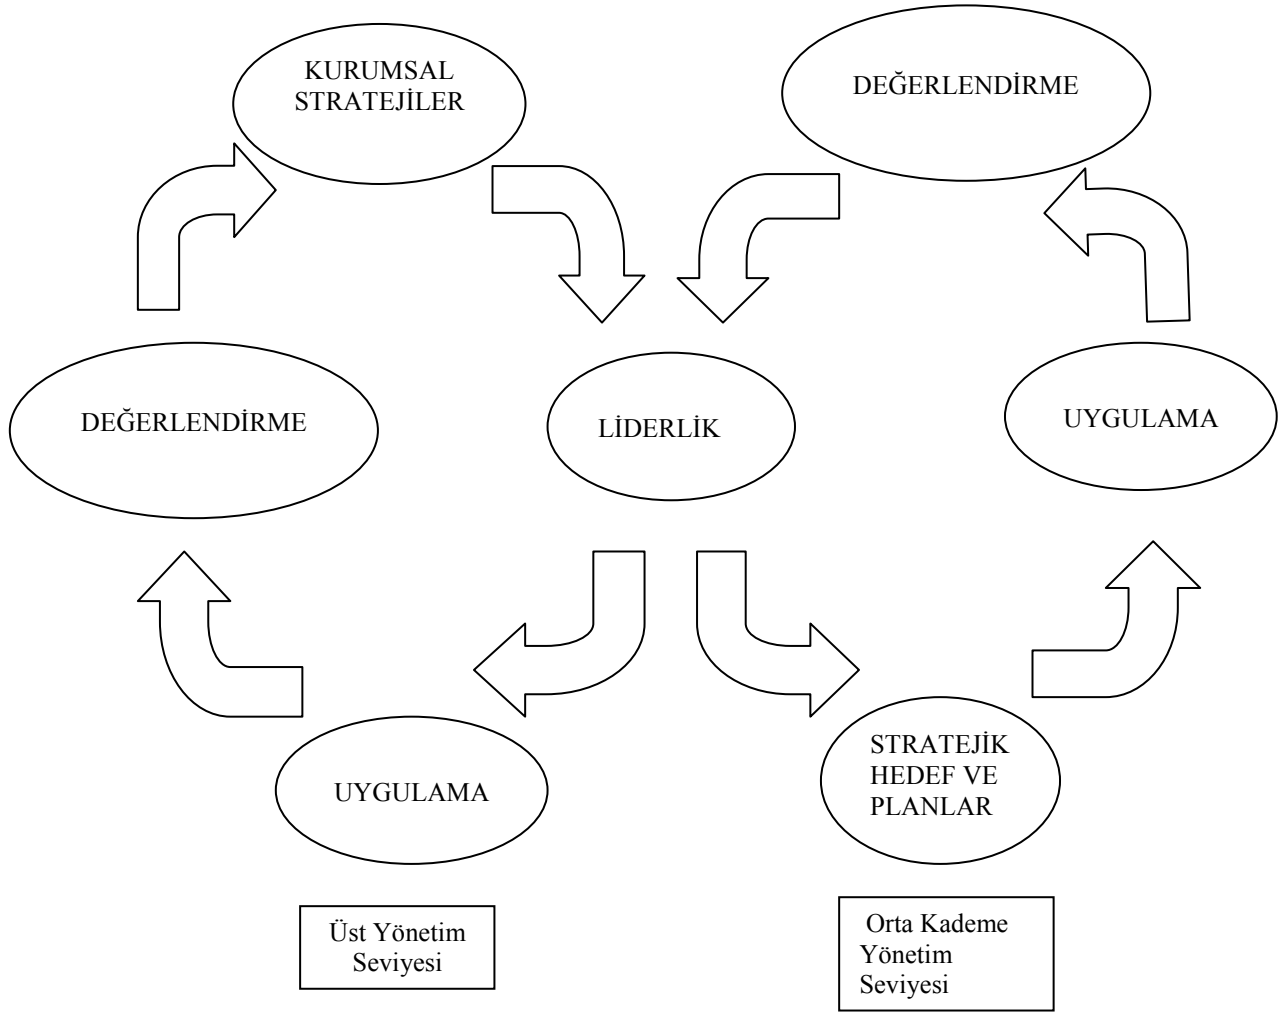 KURUMSAL
STRATEJİLER
DEĞERLENDİRME
DEĞERLENDİRME
LİDERLİK
UYGULAMA
UYGULAMA
STRATEJİK
HEDEF VE
PLANLAR
Üst Yönetim
Seviyesi
Orta Kademe
Yönetim
Seviyesi